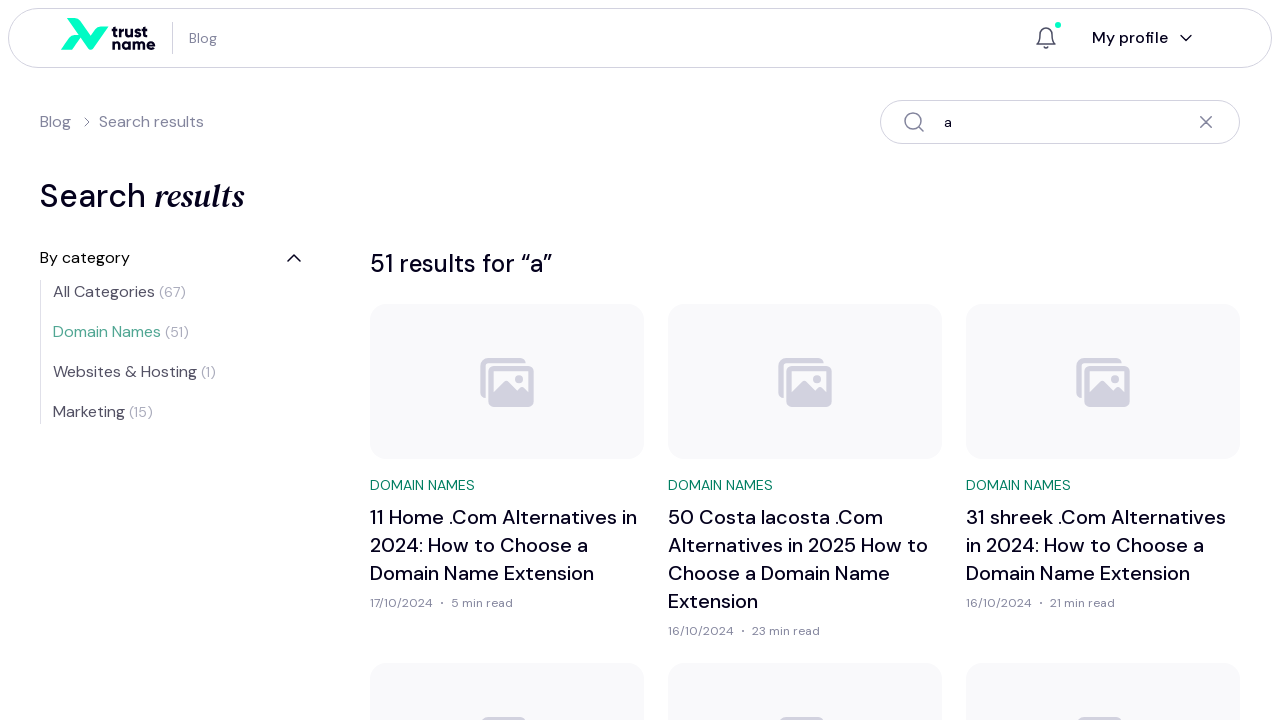 trust
name
Blog
My profile
Blog
Search results
a
Search results
By category
All Categories (67)
Domain Names (51)
Websites & Hosting (1)
Marketing (15)
51 results for “a”
DOMAIN NAMES
11 Home .Com Alternatives in
2024: How to Choose a
Domain Name Extension
17/10/2024 • 5 min read
DOMAIN NAMES
50 Costa lacosta .Com
Alternatives in 2025 How to
Choose a Domain Name
Extension
16/10/2024 • 23 min read
DOMAIN NAMES
31 shreek .Com Alternatives
in 2024: How to Choose a
Domain Name Extension
16/10/2024 • 21 min read